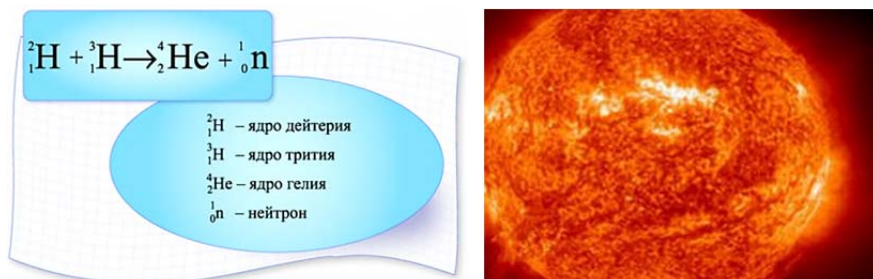 ²₁H + ³₁H → ⁴₂He + ¹₀n
²₁H – ядро дейтерия
³₁H – ядро трития
⁴₂He – ядро гелия
¹₀n – нейтрон